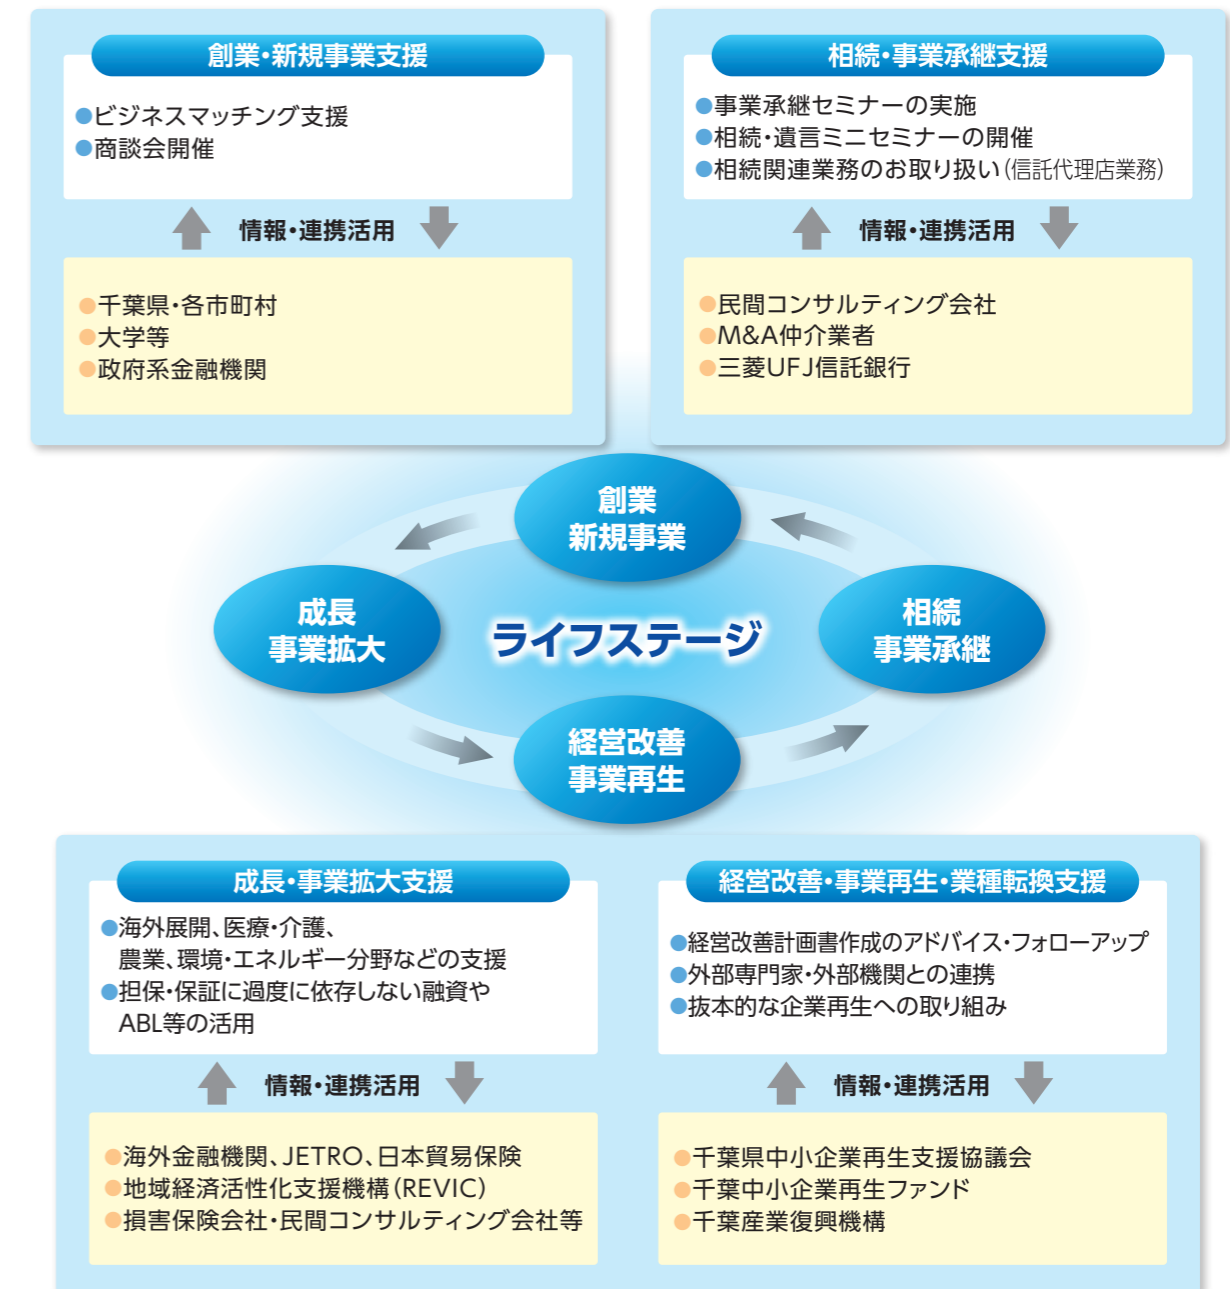 創業・新規事業支援
●ビジネスマッチング支援
●商談会開催
情報・連携活用
●千葉県・各市町村
●大学等
●政府系金融機関
相続・事業承継支援
●事業承継セミナーの実施
●相続・遺言ミニセミナーの開催
●相続関連業務のお取り扱い(信託代理店業務)
情報・連携活用
●民間コンサルティング会社
●M&A仲介業者
●三菱UFJ信託銀行
創業
新規事業
成長
事業拡大
ライフステージ
相続
事業承継
経営改善
事業再生
成長・事業拡大支援
●海外展開、医療・介護、
農業、環境・エネルギー分野などの支援
●担保・保証に過度に依存しない融資や
ABL等の活用
情報・連携活用
●海外金融機関、JETRO、日本貿易保険
●地域経済活性化支援機構(REVIC)
●損害保険会社・民間コンサルティング会社等
経営改善・事業再生・業種転換支援
●経営改善計画書作成のアドバイス・フォローアップ
●外部専門家・外部機関との連携
●抜本的な企業再生への取り組み
情報・連携活用
●千葉県中小企業再生支援協議会
●千葉中小企業再生ファンド
●千葉産業復興機構